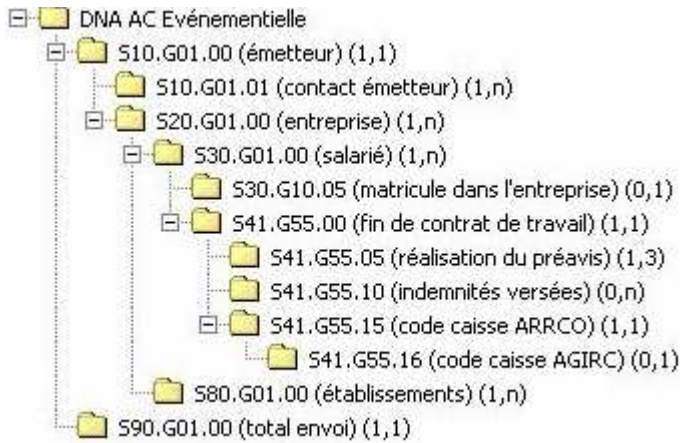 DNA AC Evénementielle
S10.G01.00 (émetteur) (1,1)
S10.G01.01 (contact émetteur) (1,n)
S20.G01.00 (entreprise) (1,n)
S30.G01.00 (salarié) (1,n)
S30.G10.05 (matricule dans l'entreprise) (0,1)
S41.G55.00 (fin de contrat de travail) (1,1)
S41.G55.05 (réalisation du préavis) (1,3)
S41.G55.10 (indemnités versées) (0,n)
S41.G55.15 (code caisse ARRCO) (1,1)
S41.G55.16 (code caisse AGIRC) (0,1)
S80.G01.00 (établissements) (1,n)
S90.G01.00 (total envoi) (1,1)